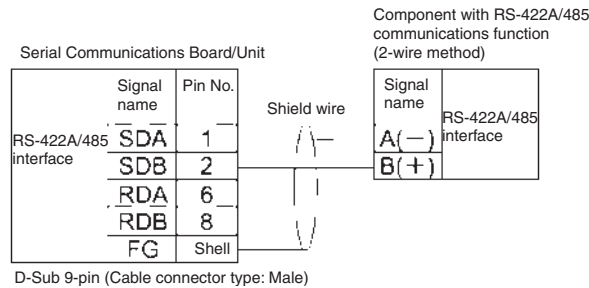 Component with RS-422A/485
communications function
(2-wire method)
Serial Communications Board/Unit
Signal name
Pin No.
Shield wire
Signal name
RS-422A/485 interface
SDA 1
SDB 2
RDA 6
RDB 8
FG Shell
A(−)
B(+)
RS-422A/485 interface
D-Sub 9-pin (Cable connector type: Male)